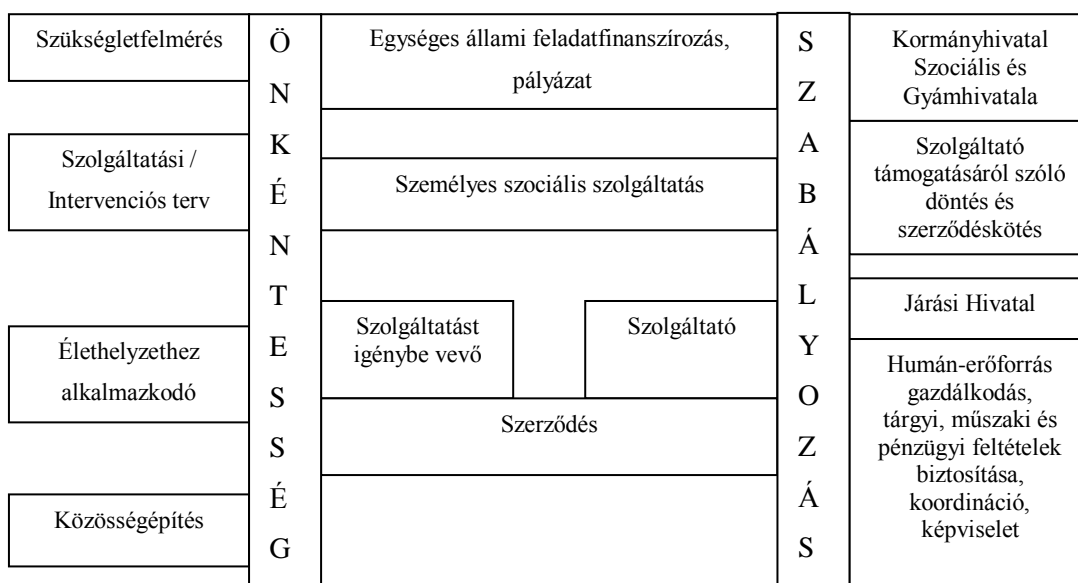 Szükségletfelmérés
Szolgáltatási /
Intervenciós terv
Élethelyzethez
alkalmazkodó
Közösségépítés
Ö
N
K
É
N
T
E
S
S
É
G
Egységes állami feladatfinanszírozás,
pályázat
Személyes szociális szolgáltatás
Szolgáltatást
igénybe vevő
Szolgáltató
Szerződés
S
Z
A
B
Á
L
Y
O
Z
Á
S
Kormányhivatal
Szociális és
Gyámhivatala
Szolgáltató
támogatásáról szóló
döntés és
szerződéskötés
Járási Hivatal
Humán-erőforrás
gazdálkodás,
tárgyi, műszaki és
pénzügyi feltételek
biztosítása,
koordináció,
képviselet